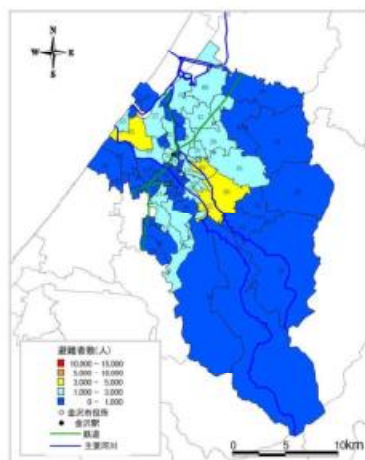 N
W E
S
避難者数(人)
10,000 - 15,000
5,000 - 10,000
3,000 - 5,000
1,000 - 3,000
0 - 1,000
金沢市役所
金沢駅
鉄道
主要河川
0 5 10km